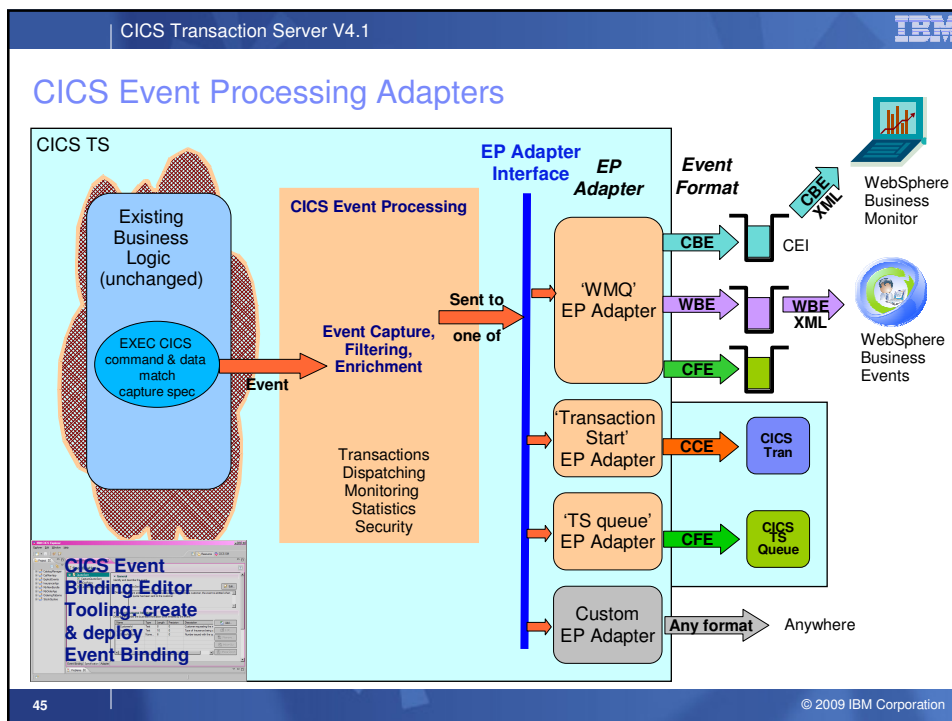 CICS Transaction Server V4.1
IBM
CICS Event Processing Adapters
CICS TS
Existing
Business
Logic
(unchanged)
EXEC CICS
command & data
match
capture spec
Event
CICS Event Processing
Event Capture,
Filtering,
Enrichment
Transactions
Dispatching
Monitoring
Statistics
Security
Sent to
one of
EP Adapter
Interface
EP
Adapter
Event
Format
'WMQ'
EP Adapter
'Transaction
Start'
EP Adapter
'TS queue'
EP Adapter
Custom
EP Adapter
CBE
CEI
CBE
XML
WebSphere
Business
Monitor
WBE
WBE
XML
WebSphere
Business
Events
CFE
CCE
CICS
Tran
CFE
CICS
TS
Queue
Any format
Anywhere
CICS Event
Binding Editor
Tooling: create
& deploy
Event Binding
45
© 2009 IBM Corporation